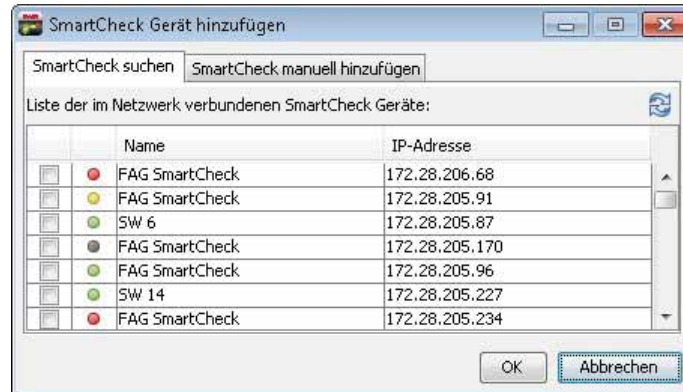 SmartCheck Gerät hinzufügen
SmartCheck suchen SmartCheck manuell hinzufügen
Liste der im Netzwerk verbundenen SmartCheck Geräte:
Name IP-Adresse
FAG SmartCheck 172.28.206.68
FAG SmartCheck 172.28.205.91
SW 6 172.28.205.87
FAG SmartCheck 172.28.205.170
FAG SmartCheck 172.28.205.96
SW 14 172.28.205.227
FAG SmartCheck 172.28.205.234
OK Abbrechen